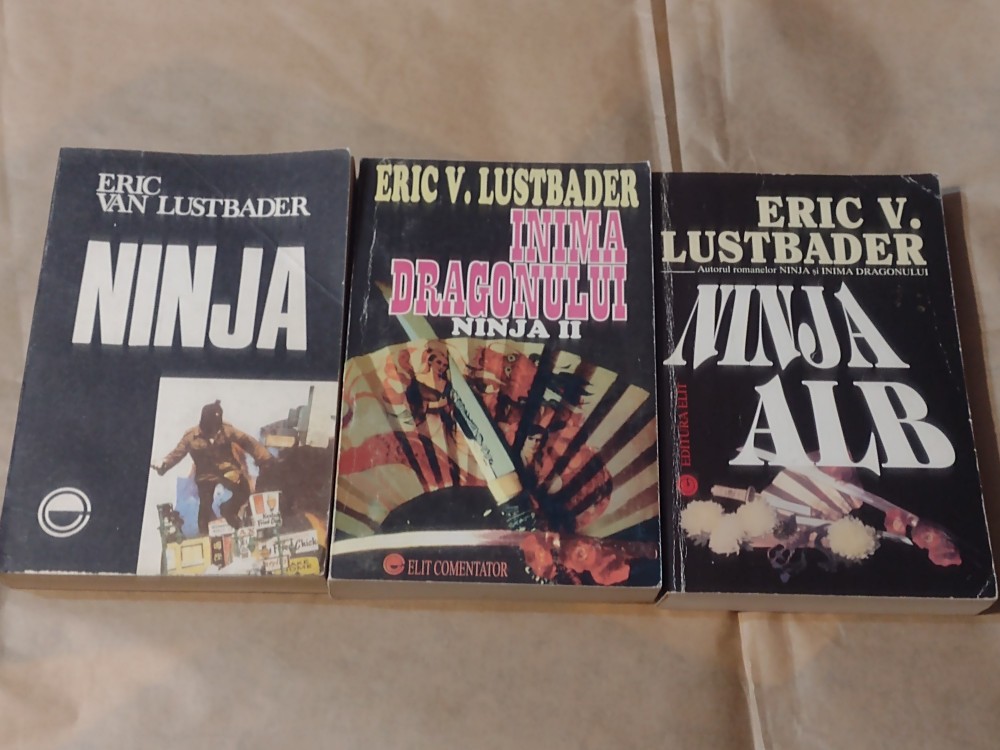 ERIC
VAN LUSTBADER
NINJA
ERIC V. LUSTBADER
INIMA
DRAGONULUI
NINJA II
ELIT COMENTATOR
ERIC V.
LUSTBADER
Autorul romanelor NINJA și INIMA DRAGONULUI
NINJA
ALB
EDITURA ELIT